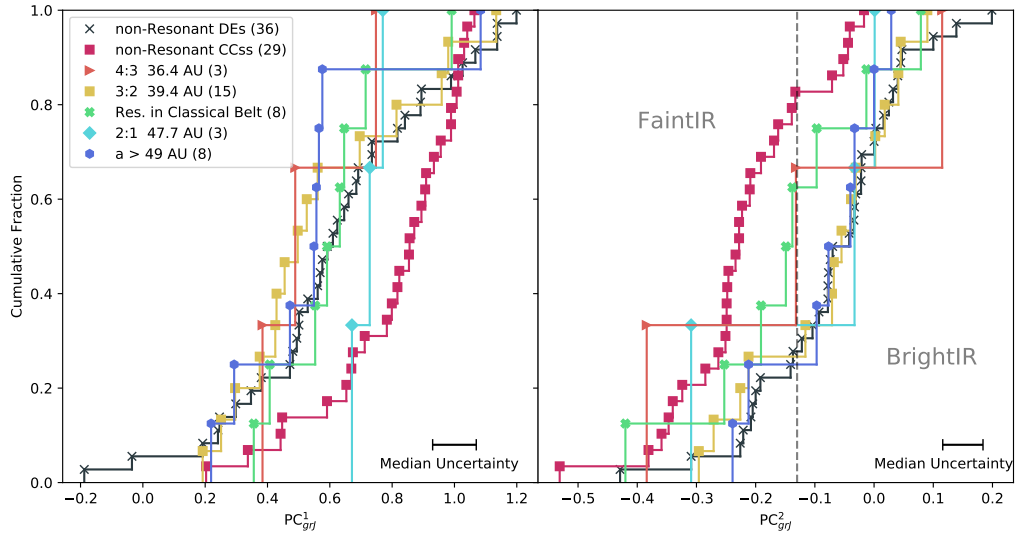 non-Resonant DEs (36)
non-Resonant CCss (29)
4:3 36.4 AU (3)
3:2 39.4 AU (15)
Res. in Classical Belt (8)
2:1 47.7 AU (3)
a > 49 AU (8)
FaintIR
BrightIR
Median Uncertainty
Median Uncertainty
Cumulative Fraction
1.0
0.8
0.6
0.4
0.2
0.0
−0.2 0.0 0.2 0.4 0.6 0.8 1.0 1.2
−0.5 −0.4 −0.3 −0.2 −0.1 0.0 0.1 0.2
PC¹grJ
PC²grJ